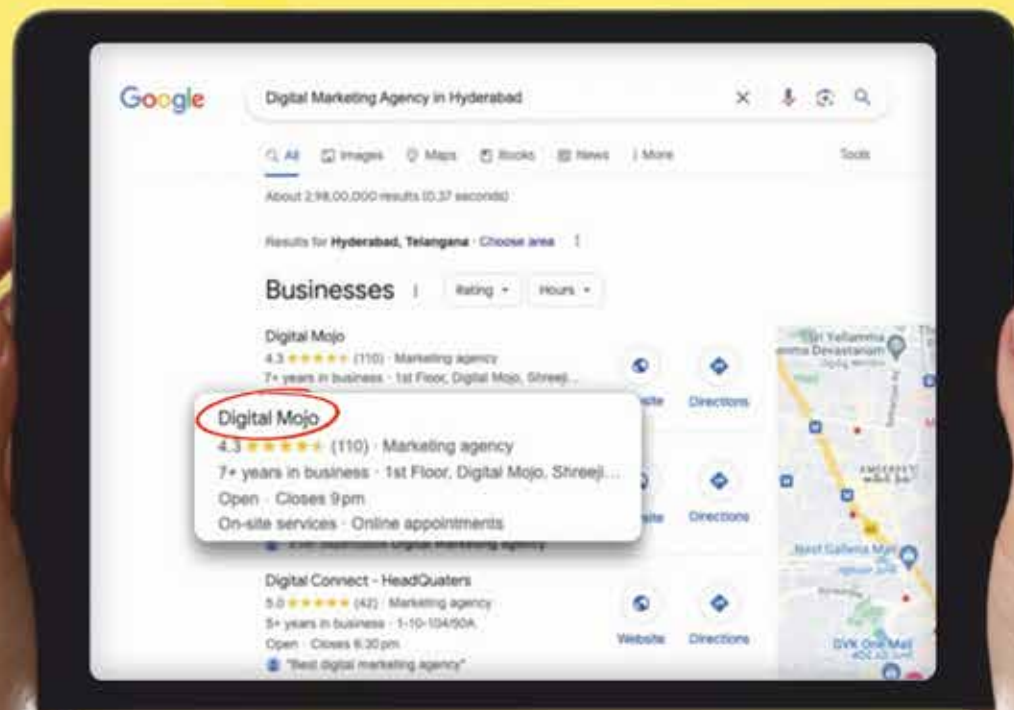 Google
Digital Marketing Agency in Hyderabad
All Images Maps Books News More Tools
About 2,98,00,000 results (0.37 seconds)
Results for Hyderabad, Telangana · Choose area
Businesses Rating Hours
Digital Mojo
4.3 (110) · Marketing agency
7+ years in business · 1st Floor, Digital Mojo, Shreeji...
Directions
Digital Mojo
4.3 (110) · Marketing agency
7+ years in business · 1st Floor, Digital Mojo, Shreeji...
Open · Closes 9 pm
On-site services · Online appointments
Directions
Digital Connect - HeadQuaters
5.0 (42) · Marketing agency
5+ years in business · 1-10-104/50A
Open · Closes 6:30 pm
Website Directions
"Best digital marketing agency"
Yellamma
Devastanam
Next Galleria Mall
GVK One Mall